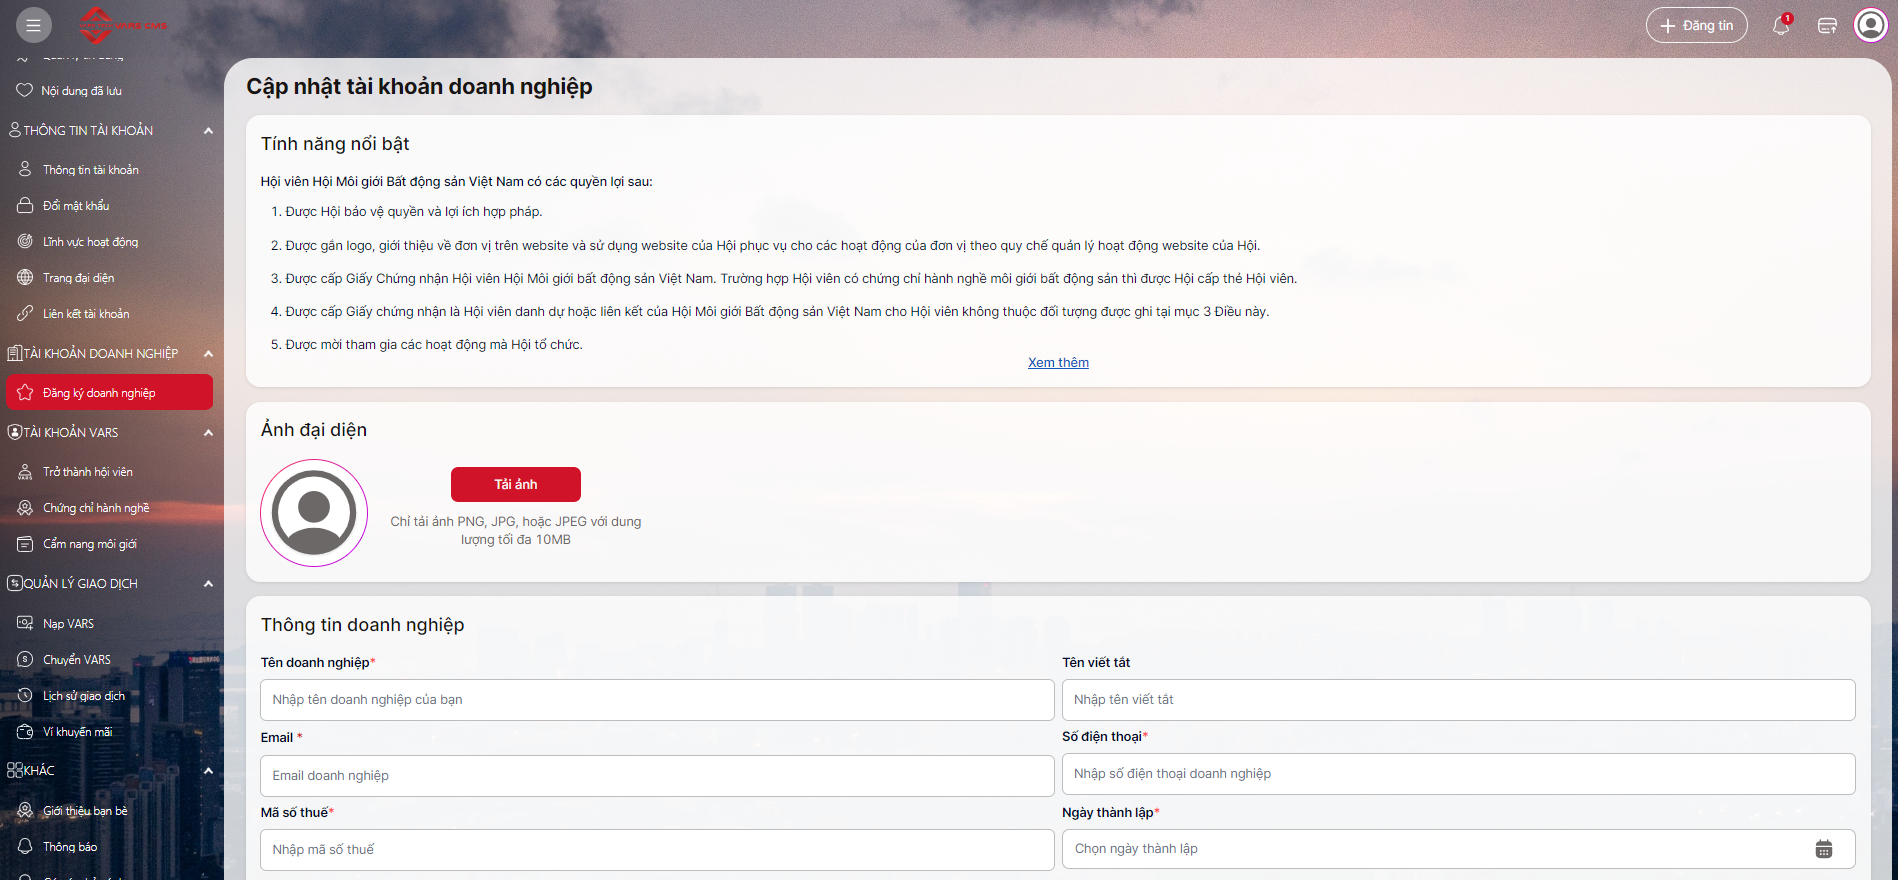 VARS CMS
Đăng tin
1
Nội dung đã lưu
THÔNG TIN TÀI KHOẢN
Thông tin tài khoản
Đổi mật khẩu
Lĩnh vực hoạt động
Trang đại diện
Liên kết tài khoản
TÀI KHOẢN DOANH NGHIỆP
Đăng ký doanh nghiệp
TÀI KHOẢN VARS
Trở thành hội viên
Chứng chỉ hành nghề
Cẩm nang môi giới
QUẢN LÝ GIAO DỊCH
Nạp VARS
Chuyển VARS
Lịch sử giao dịch
Ví khuyến mãi
KHÁC
Giới thiệu bạn bè
Thông báo
Cập nhật tài khoản doanh nghiệp
Tính năng nổi bật
Hội viên Hội Môi giới Bất động sản Việt Nam có các quyền lợi sau:
1. Được Hội bảo vệ quyền và lợi ích hợp pháp.
2. Được gắn logo, giới thiệu về đơn vị trên website và sử dụng website của Hội phục vụ cho các hoạt động của đơn vị theo quy chế quản lý hoạt động website của Hội.
3. Được cấp Giấy Chứng nhận Hội viên Hội Môi giới bất động sản Việt Nam. Trường hợp Hội viên có chứng chỉ hành nghề môi giới bất động sản thì được Hội cấp thẻ Hội viên.
4. Được cấp Giấy chứng nhận là Hội viên danh dự hoặc liên kết của Hội Môi giới Bất động sản Việt Nam cho Hội viên không thuộc đối tượng được ghi tại mục 3 Điều này.
5. Được mời tham gia các hoạt động mà Hội tổ chức.
Xem thêm
Ảnh đại diện
Tải ảnh
Chỉ tải ảnh PNG, JPG, hoặc JPEG với dung
lượng tối đa 10MB
Thông tin doanh nghiệp
Tên doanh nghiệp*
Nhập tên doanh nghiệp của bạn
Tên viết tắt
Nhập tên viết tắt
Email *
Email doanh nghiệp
Số điện thoại*
Nhập số điện thoại doanh nghiệp
Mã số thuế*
Nhập mã số thuế
Ngày thành lập*
Chọn ngày thành lập